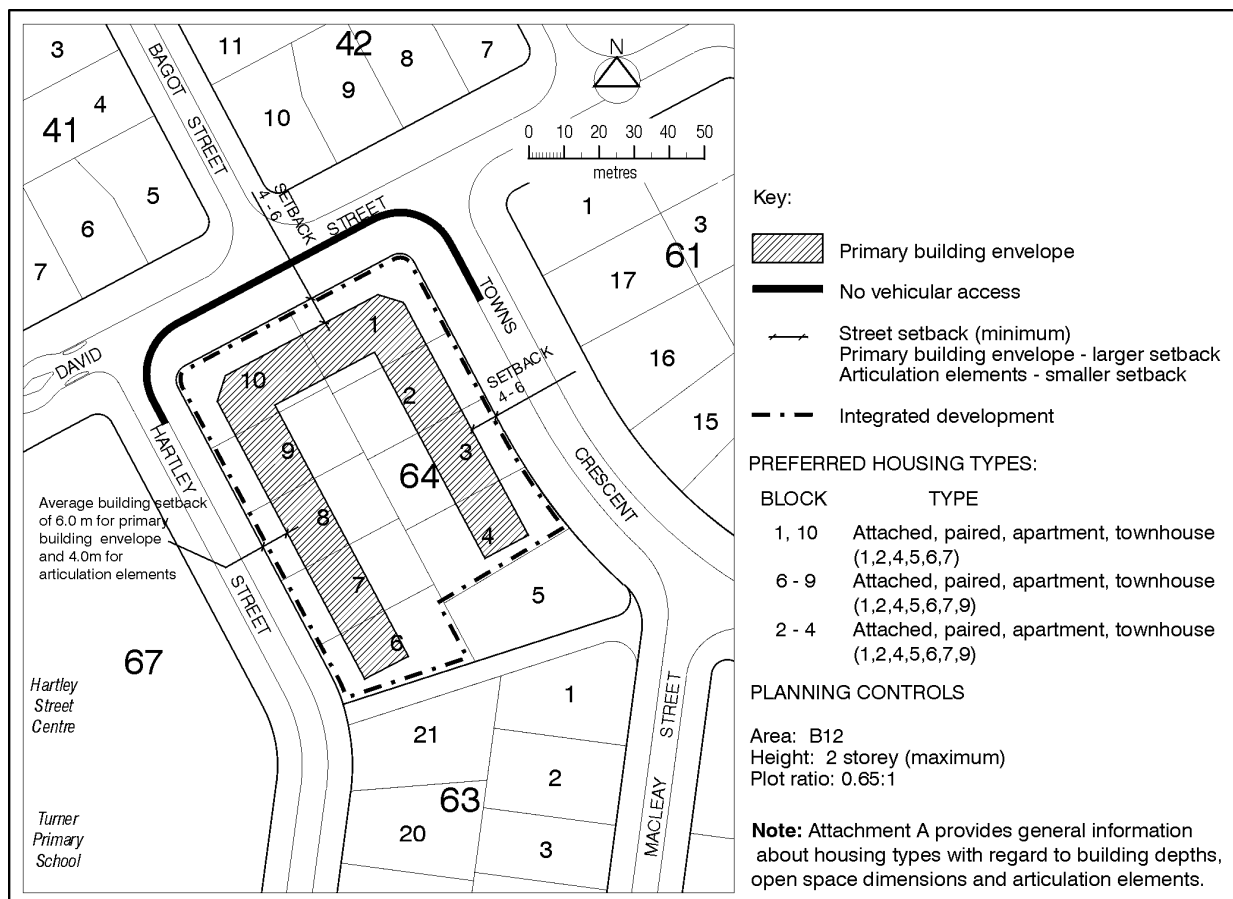 3
4
41
5
6
7
BAGOT
STREET
11
42
8
7
9
10
N
0 10 20 30 40 50
metres
SETBACK
4 - 6
STREET
DAVID
TOWNS
CRESCENT
1
3
61
17
16
15
SETBACK
4 - 6
1
10
2
9
3
64
8
4
7
6
5
HARTLEY
STREET
Average building setback
of 6.0 m for primary
building envelope
and 4.0m for
articulation elements
67
Hartley
Street
Centre
Turner
Primary
School
21
1
63
2
20
3
MACLEAY STREET
Key:
Primary building envelope
No vehicular access
Street setback (minimum)
Primary building envelope - larger setback
Articulation elements - smaller setback
Integrated development
PREFERRED HOUSING TYPES:
BLOCK TYPE
1, 10 Attached, paired, apartment, townhouse
(1,2,4,5,6,7)
6 - 9 Attached, paired, apartment, townhouse
(1,2,4,5,6,7,9)
2 - 4 Attached, paired, apartment, townhouse
(1,2,4,5,6,7,9)
PLANNING CONTROLS
Area: B12
Height: 2 storey (maximum)
Plot ratio: 0.65:1
Note: Attachment A provides general information
about housing types with regard to building depths,
open space dimensions and articulation elements.